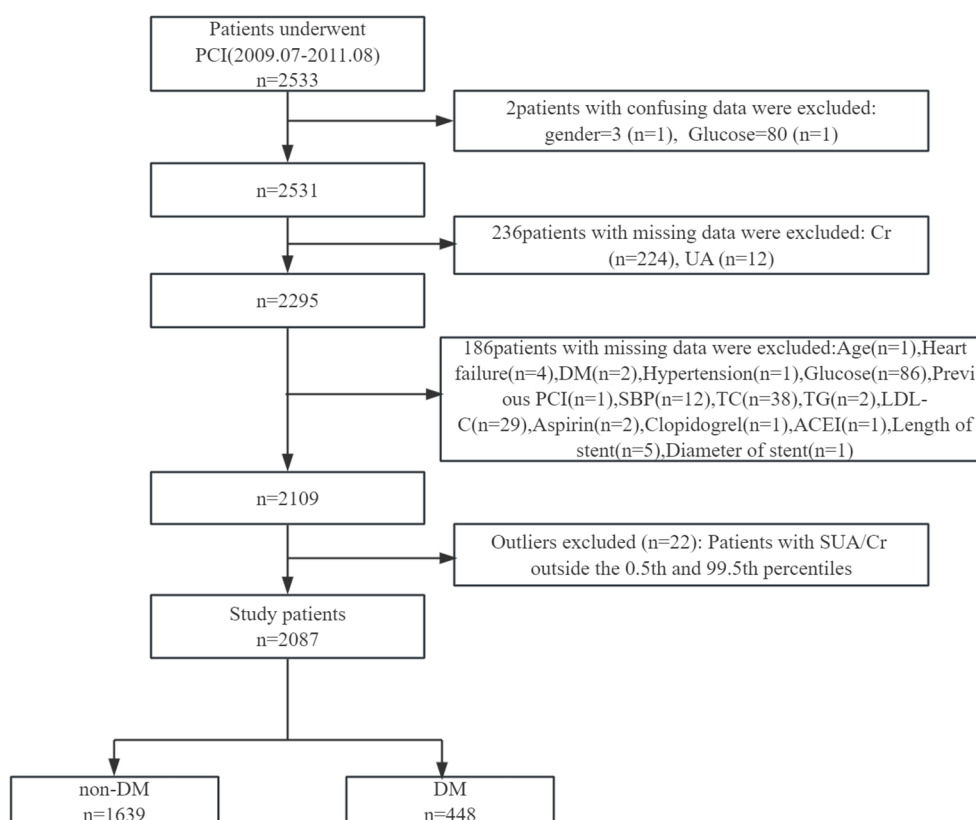 Patients underwent
PCI(2009.07-2011.08)
n=2533
2patients with confusing data were excluded:
gender=3 (n=1),  Glucose=80 (n=1)
n=2531
236patients with missing data were excluded: Cr
(n=224), UA (n=12)
n=2295
186patients with missing data were excluded:Age(n=1),Heart
failure(n=4),DM(n=2),Hypertension(n=1),Glucose(n=86),Previ
ous PCI(n=1),SBP(n=12),TC(n=38),TG(n=2),LDL-
C(n=29),Aspirin(n=2),Clopidogrel(n=1),ACEI(n=1),Length of
stent(n=5),Diameter of stent(n=1)
n=2109
Outliers excluded (n=22): Patients with SUA/Cr
outside the 0.5th and 99.5th percentiles
Study patients
n=2087
non-DM
n=1639
DM
n=448